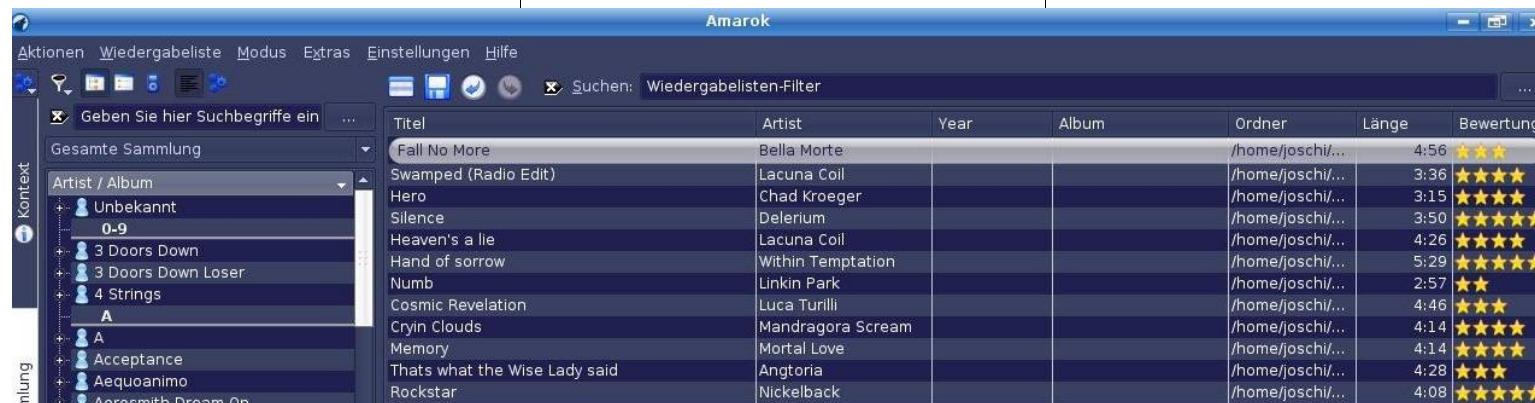 Amarok
Aktionen Wiedergabeliste Modus Extras Einstellungen Hilfe
Suchen: Wiedergabelisten-Filter ...
Geben Sie hier Suchbegriffe ein ...
Gesamte Sammlung
Kontext
Artist / Album
Unbekannt
0-9
3 Doors Down
3 Doors Down Loser
4 Strings
A
A
Acceptance
Aequoanimo
Titel Artist Year Album Ordner Länge Bewertung
Fall No More Bella Morte /home/joschi/... 4:56
Swamped (Radio Edit) Lacuna Coil /home/joschi/... 3:36
Hero Chad Kroeger /home/joschi/... 3:15
Silence Delerium /home/joschi/... 3:50
Heaven's a lie Lacuna Coil /home/joschi/... 4:26
Hand of sorrow Within Temptation /home/joschi/... 5:29
Numb Linkin Park /home/joschi/... 2:57
Cosmic Revelation Luca Turilli /home/joschi/... 4:46
Cryin Clouds Mandragora Scream /home/joschi/... 4:14
Memory Mortal Love /home/joschi/... 4:14
Thats what the Wise Lady said Angtoria /home/joschi/... 4:28
Rockstar Nickelback /home/joschi/... 4:08